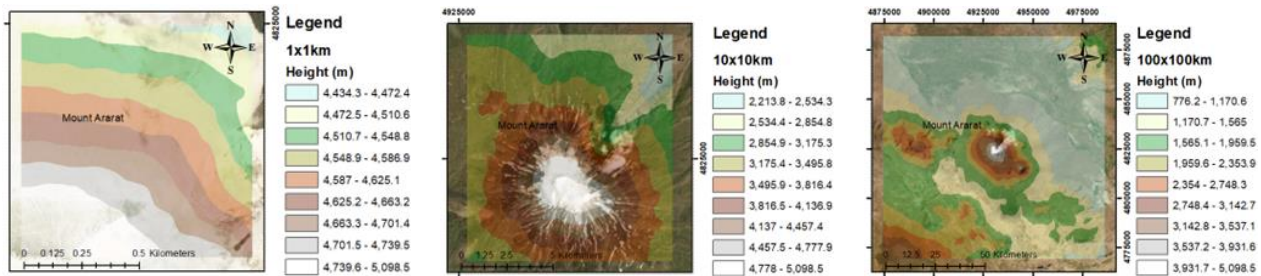 N
W E
S
4825000
Mount Ararat
0 0.125 0.25 0.5 Kilometers
Legend
1x1km
Height (m)
4,434.3 - 4,472.4
4,472.5 - 4,510.6
4,510.7 - 4,548.8
4,548.9 - 4,586.9
4,587 - 4,625.1
4,625.2 - 4,663.2
4,663.3 - 4,701.4
4,701.5 - 4,739.5
4,739.6 - 5,098.5
4925000
N
W E
S
Mount Ararat
4825000
0 1.25 2.5 5 Kilometers
Legend
10x10km
Height (m)
2,213.8 - 2,534.3
2,534.4 - 2,854.8
2,854.9 - 3,175.3
3,175.4 - 3,495.8
3,495.9 - 3,816.4
3,816.5 - 4,136.9
4,137 - 4,457.4
4,457.5 - 4,777.9
4,778 - 5,098.5
4875000 4900000 4925000 4950000 4975000
N
W E
S
Mount Ararat
4875000
4850000
4825000
4800000
4775000
0 12.5 25 50 Kilometers
Legend
100x100km
Height (m)
776.2 - 1,170.6
1,170.7 - 1,565
1,565.1 - 1,959.5
1,959.6 - 2,353.9
2,354 - 2,748.3
2,748.4 - 3,142.7
3,142.8 - 3,537.1
3,537.2 - 3,931.6
3,931.7 - 5,098.5